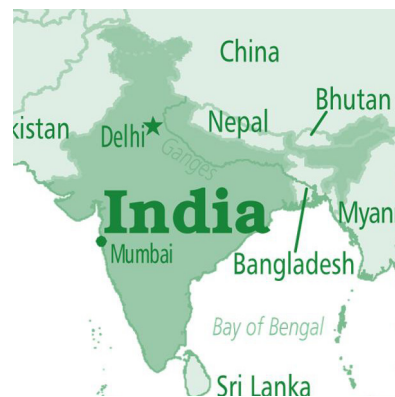 China
Bhutan
kistan
Delhi
Nepal
Ganges
India
Myan
Mumbai
Bangladesh
Bay of Bengal
Sri Lanka